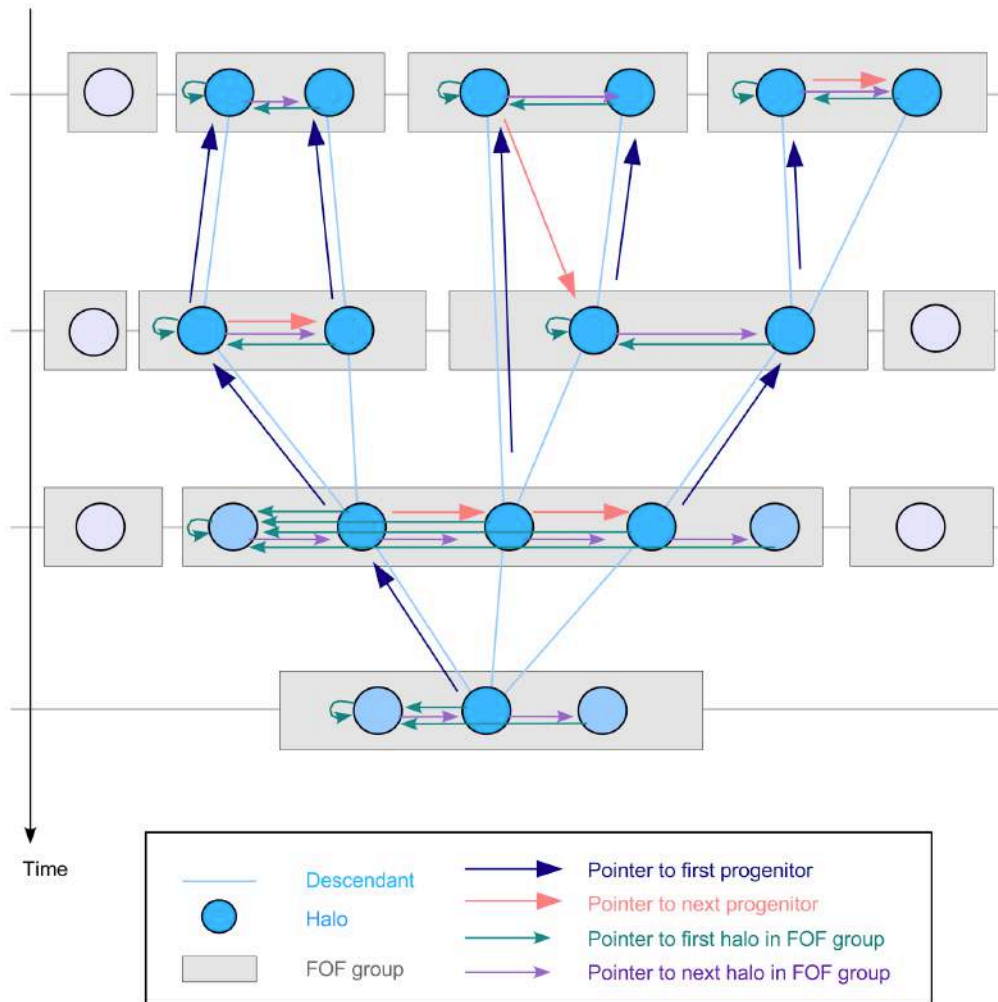 Time
Descendant
Halo
FOF group
Pointer to first progenitor
Pointer to next progenitor
Pointer to first halo in FOF group
Pointer to next halo in FOF group